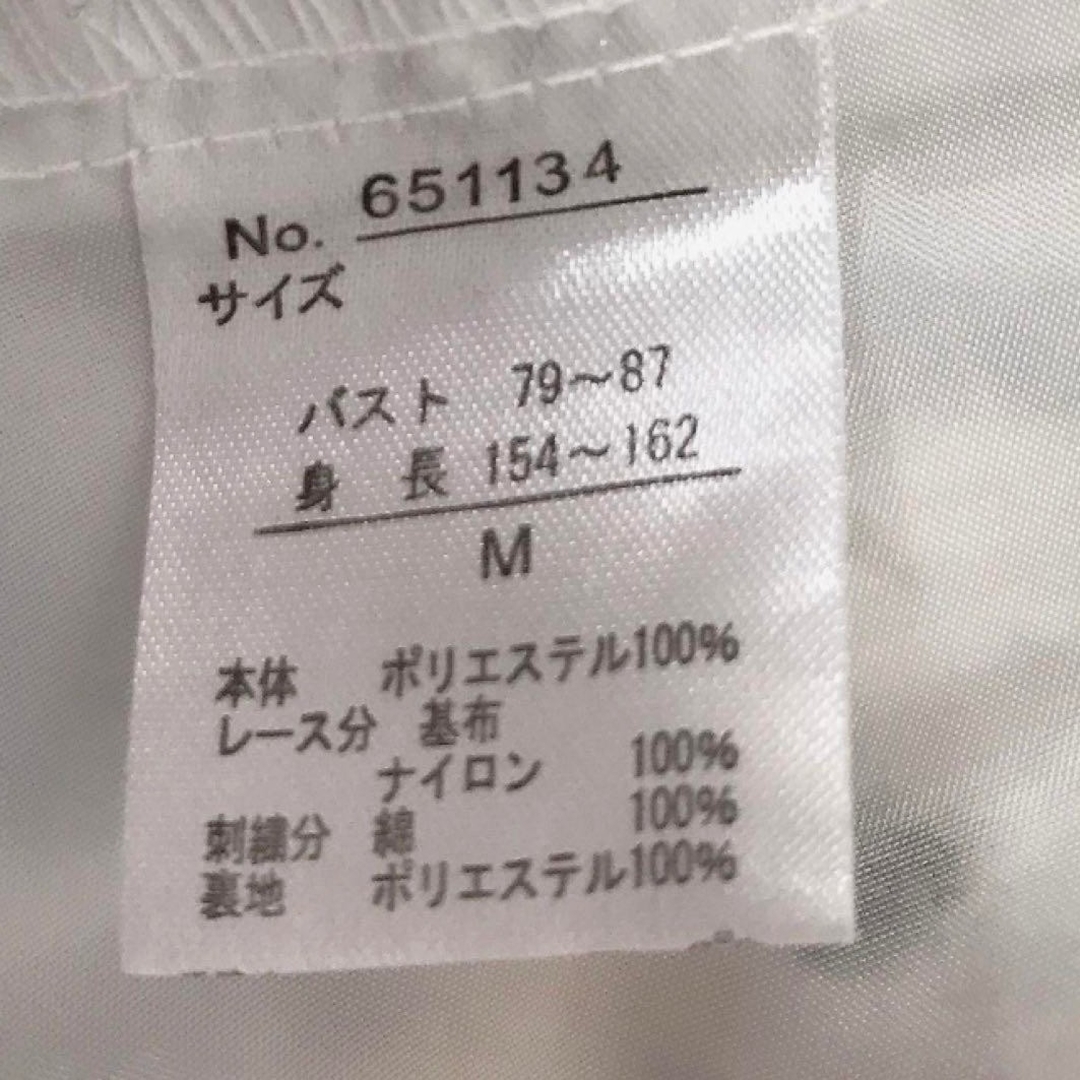 No. 651134
サイズ
バスト 79～87
身 長 154～162
M
本体 ポリエステル100%
レース分 基布
ナイロン 100%
刺繍分 綿 100%
裏地 ポリエステル100%